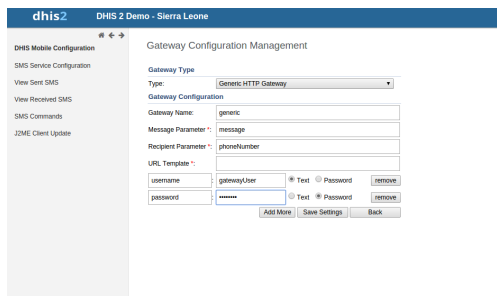 dhis2 DHIS 2 Demo - Sierra Leone
DHIS Mobile Configuration
SMS Service Configuration
View Sent SMS
View Received SMS
SMS Commands
J2ME Client Update
Gateway Configuration Management
Gateway Type
Type: Generic HTTP Gateway
Gateway Configuration
Gateway Name: generic
Message Parameter *: message
Recipient Parameter *: phoneNumber
URL Template *:
username : gatewayUser Text Password remove
password : •••••••• Text Password remove
Add More Save Settings Back